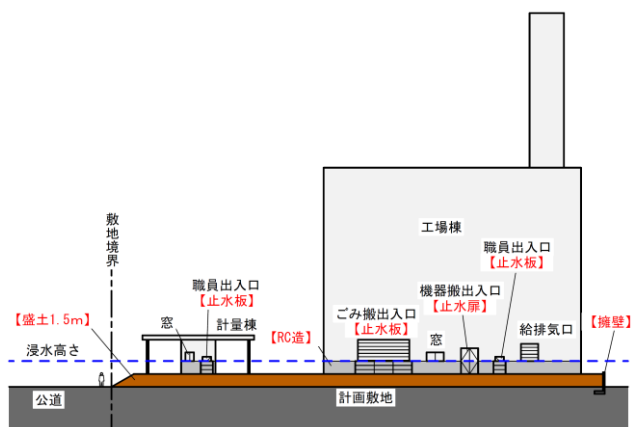 敷地境界
工場棟
職員出入口
【止水板】
職員出入口
【止水板】
機器搬出入口
【止水扉】
ごみ搬出入口
【止水板】
【盛土1.5m】
窓
計量棟
【RC造】
窓
給排気口
【擁壁】
浸水高さ
公道
計画敷地